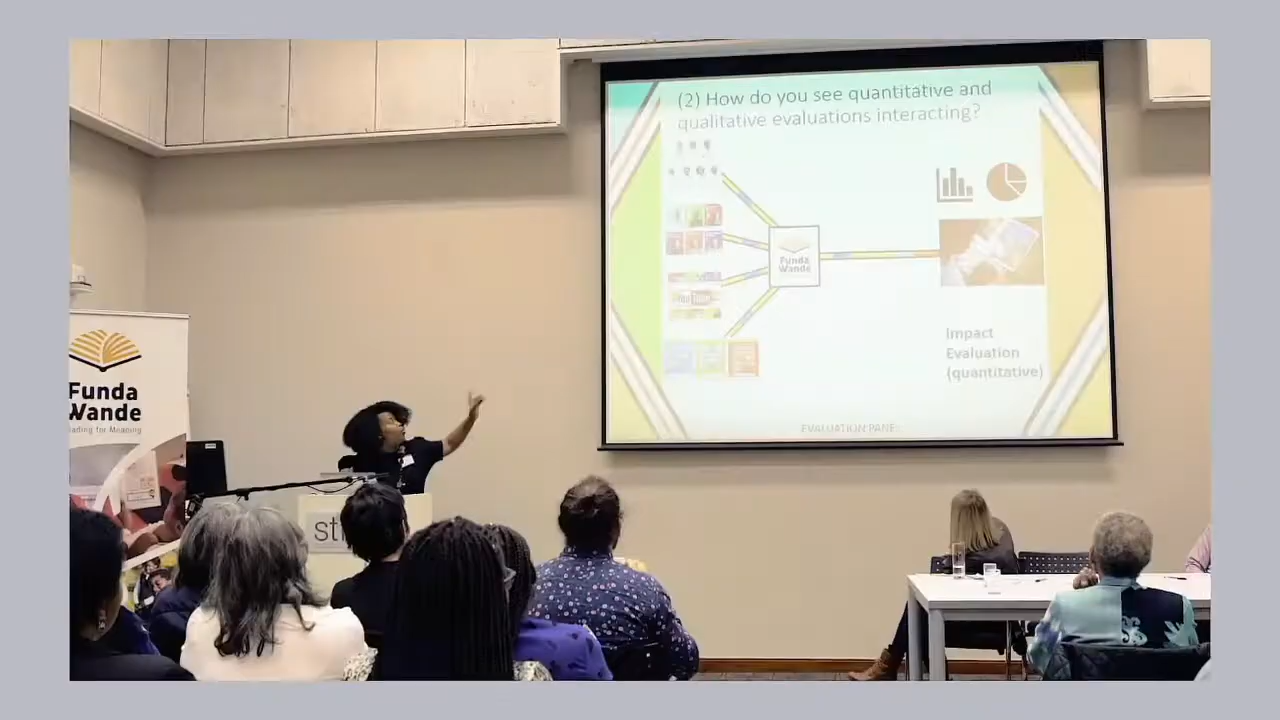 (2) How do you see quantitative and
qualitative evaluations interacting?
Funda
Wande
Impact
Evaluation
(quantitative)
EVALUATION PANEL
Funda
Wande
ading for Meaning
st